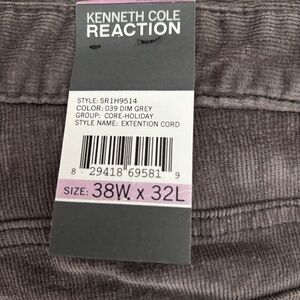 KENNETH COLE
REACTION
STYLE: SR1H9514
COLOR: 039 DIM GREY
GROUP: CORE-HOLIDAY
STYLE NAME: EXTENTION CORD
8 29418 69581 9
SIZE: 38W x 32L